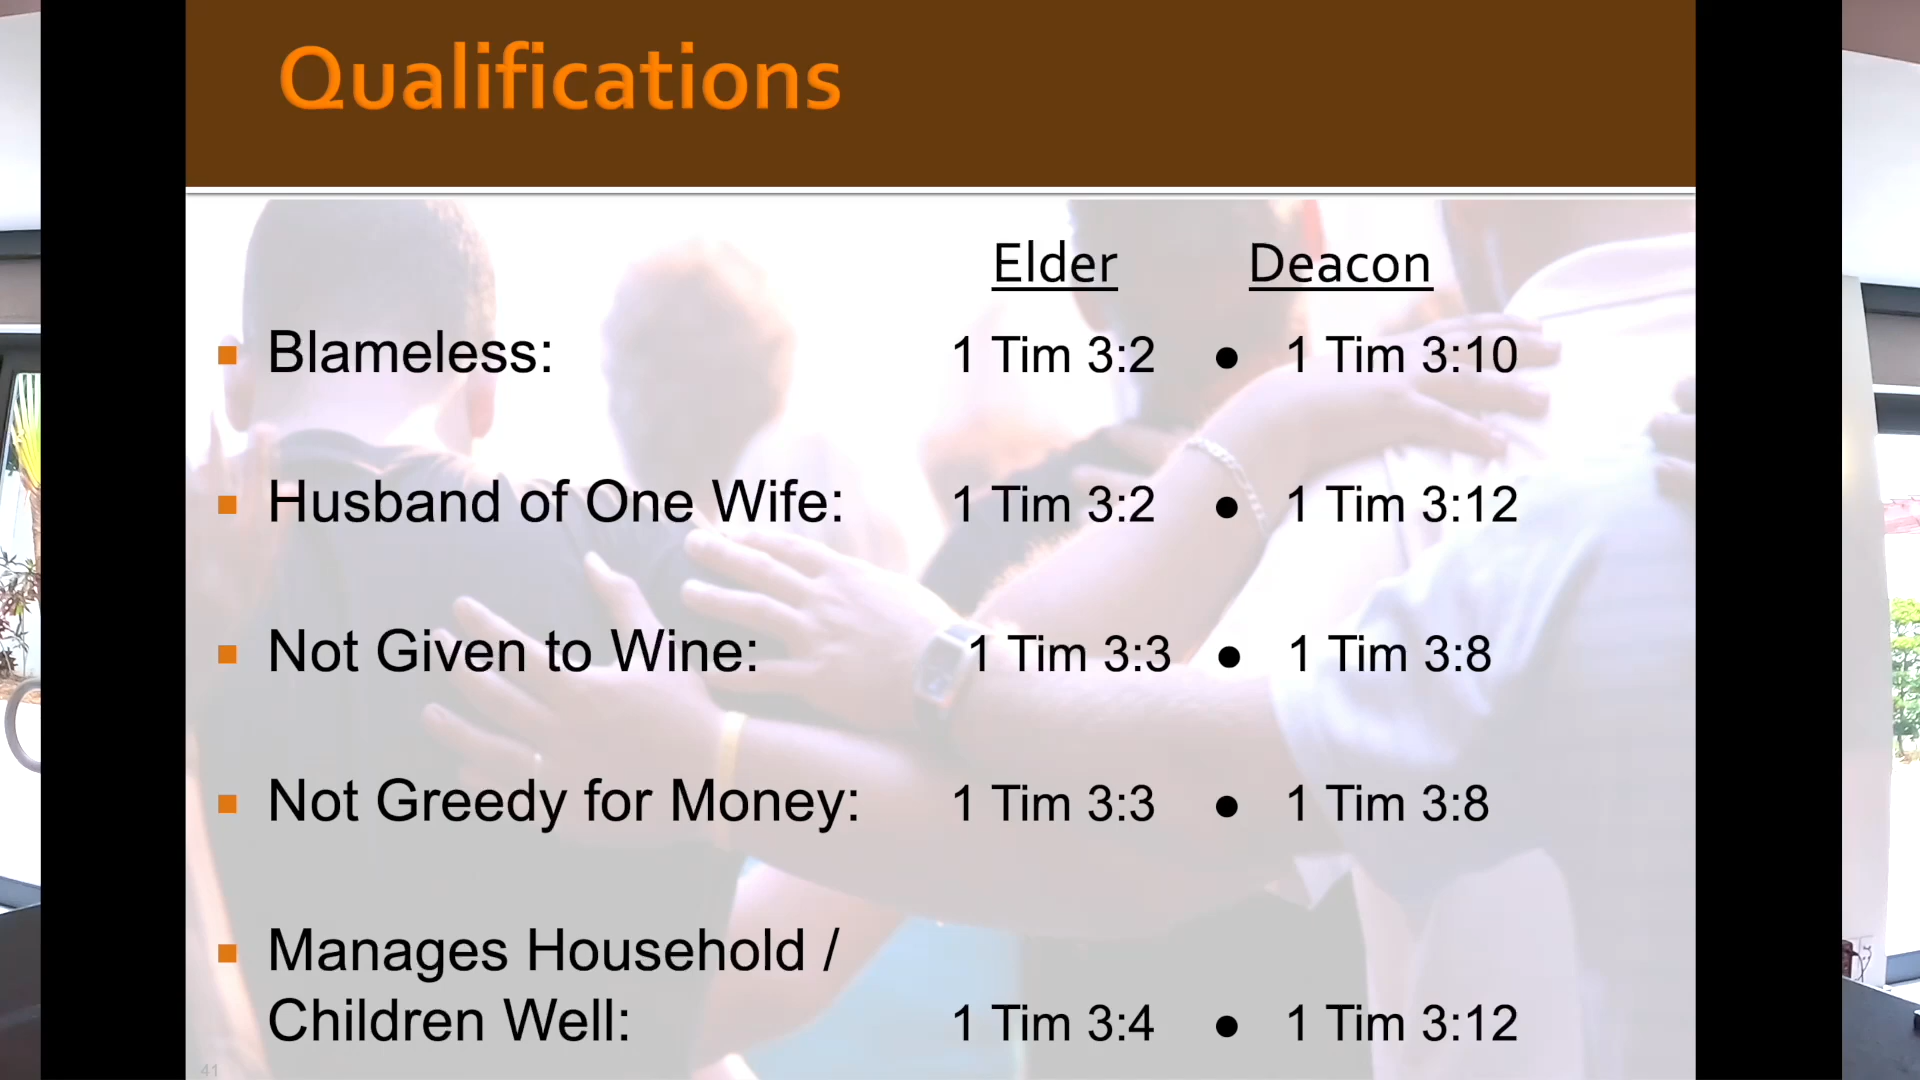 Qualifications
Elder Deacon
Blameless: 1 Tim 3:2 ● 1 Tim 3:10
Husband of One Wife: 1 Tim 3:2 ● 1 Tim 3:12
Not Given to Wine: 1 Tim 3:3 ● 1 Tim 3:8
Not Greedy for Money: 1 Tim 3:3 ● 1 Tim 3:8
Manages Household /
Children Well: 1 Tim 3:4 ● 1 Tim 3:12
41